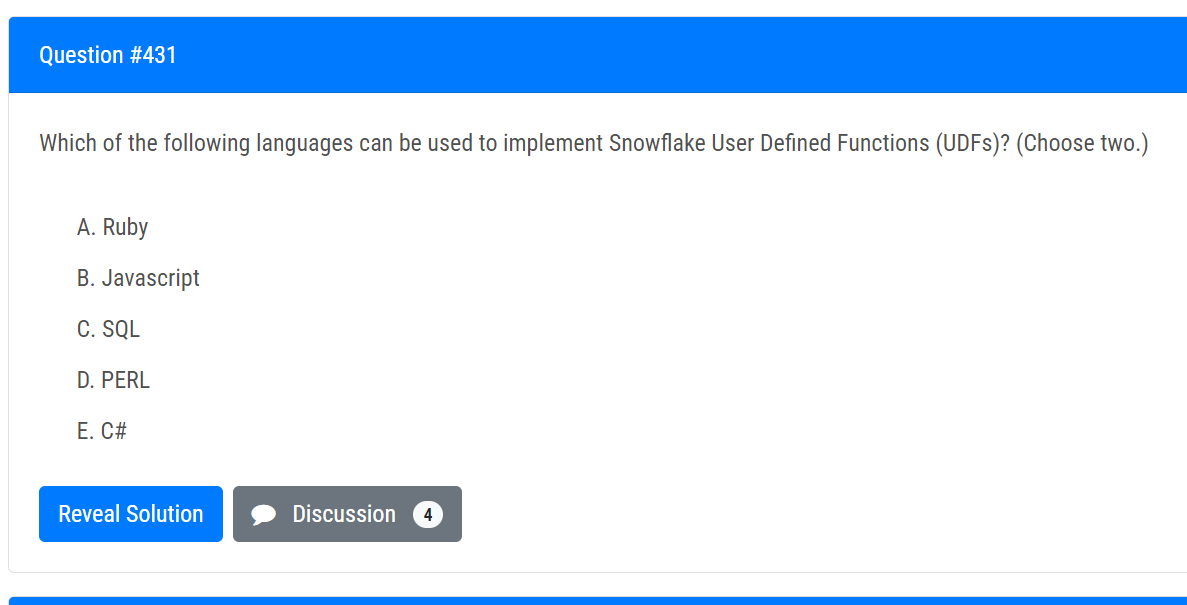 Question #431
Which of the following languages can be used to implement Snowflake User Defined Functions (UDFs)? (Choose two.)
A. Ruby
B. Javascript
C. SQL
D. PERL
E. C#
Reveal Solution
Discussion 4